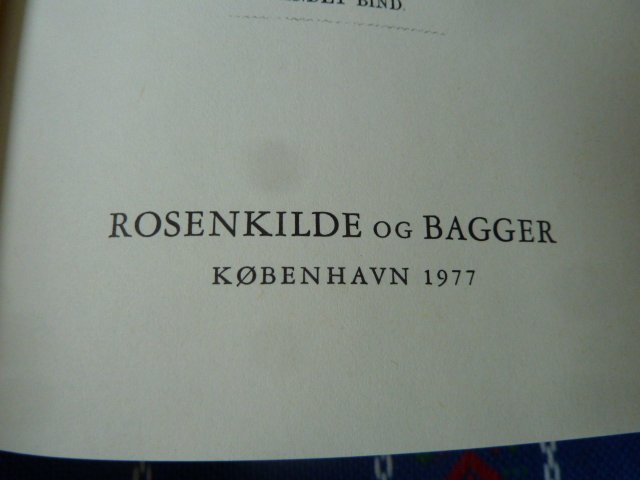 BIND.
ROSENKILDE OG BAGGER
KØBENHAVN 1977